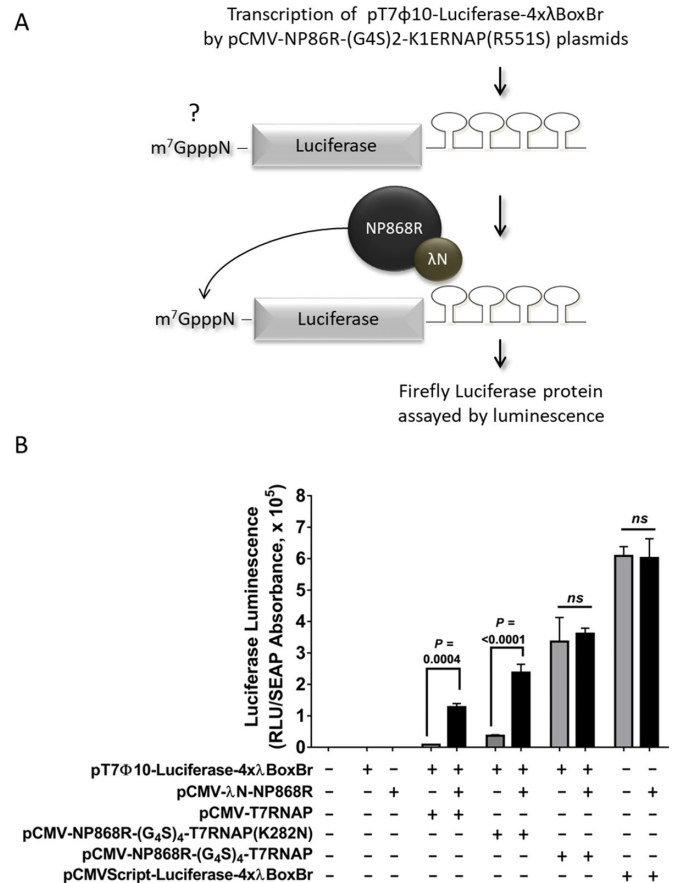 A
Transcription of pT7ϕ10-Luciferase-4xλBoxBr
by pCMV-NP86R-(G4S)2-K1ERNAP(R551S) plasmids
?
m⁷GpppN – Luciferase
NP868R
λN
m⁷GpppN – Luciferase
Firefly Luciferase protein
assayed by luminescence
B
Luciferase Luminescence
(RLU/SEAP Absorbance, x 10⁵)
8
7
6
5
4
3
2
1
0
P =
0.0004
P =
<0.0001
ns
ns
pT7Φ10-Luciferase-4xλBoxBr – + – + + + + + + – –
pCMV-λN-NP868R – – + – + – + – + – +
pCMV-T7RNAP – – – + + – – – – – –
pCMV-NP868R-(G₄S)₄-T7RNAP(K282N) – – – – – + + – – – –
pCMV-NP868R-(G₄S)₄-T7RNAP – – – – – – – + + – –
pCMVScript-Luciferase-4xλBoxBr – – – – – – – – – + +